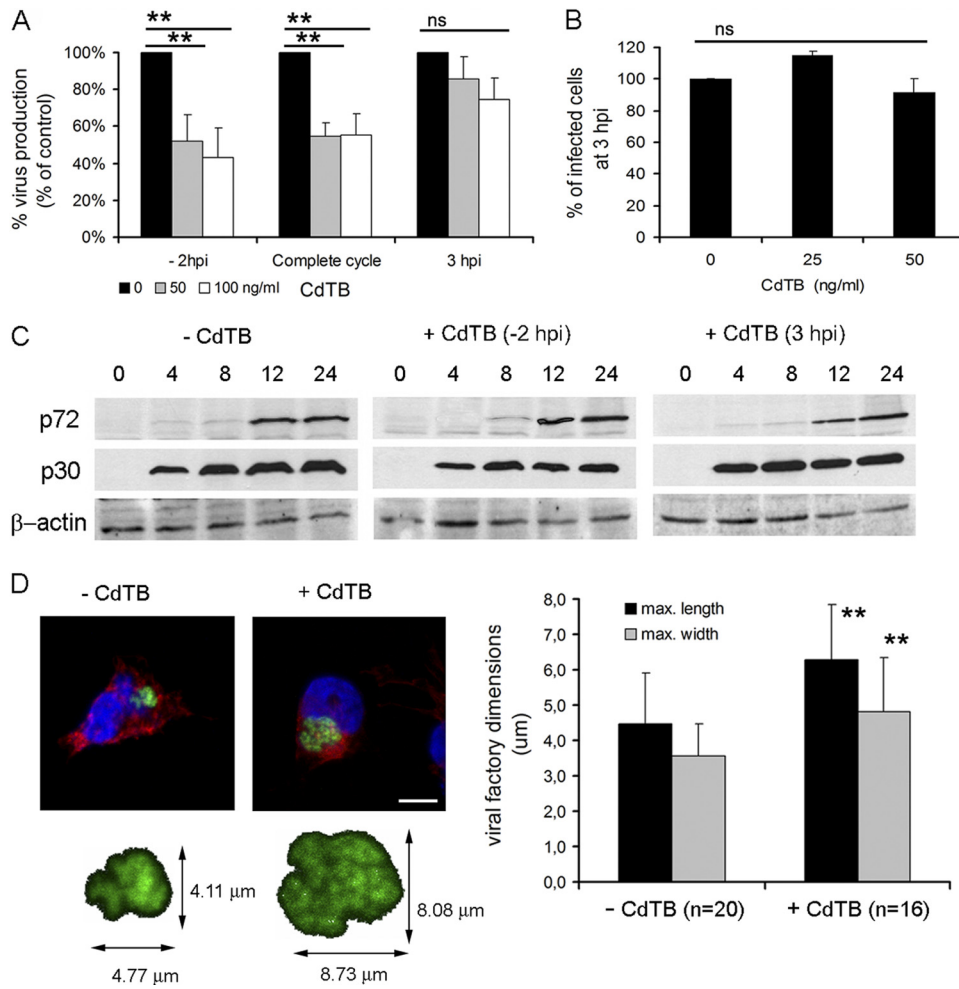 A
** ** ns
** **
100%
80%
60%
40%
20%
0%
% virus production
(% of control)
- 2hpi Complete cycle 3 hpi
0 50 100 ng/ml CdTB
B
ns
120
100
80
60
40
20
0
% of infected cells
at 3 hpi
0 25 50
CdTB (ng/ml)
C
- CdTB + CdTB (-2 hpi) + CdTB (3 hpi)
0 4 8 12 24 0 4 8 12 24 0 4 8 12 24
p72
p30
β–actin
D
- CdTB + CdTB
4.11 μm
4.77 μm
8.08 μm
8.73 μm
8,0
7,0
6,0
5,0
4,0
3,0
2,0
1,0
0,0
viral factory dimensions
(um)
max. length
max. width
**
**
– CdTB (n=20) + CdTB (n=16)